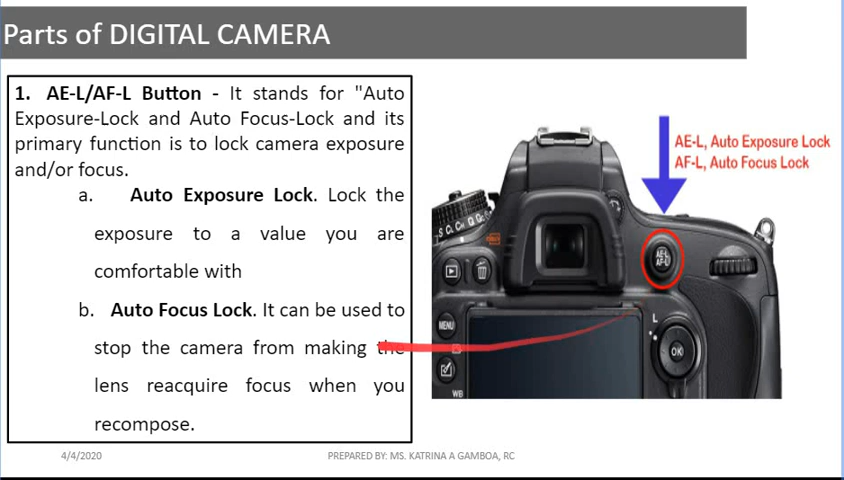 Parts of DIGITAL CAMERA
1. AE-L/AF-L Button - It stands for "Auto
Exposure-Lock and Auto Focus-Lock and its
primary function is to lock camera exposure
and/or focus.
a. Auto Exposure Lock. Lock the
exposure to a value you are
comfortable with
b. Auto Focus Lock. It can be used to
stop the camera from making the
lens reacquire focus when you
recompose.
AE-L, Auto Exposure Lock
AF-L, Auto Focus Lock
AE-L
AF-L
MENU
L
OK
WB
4/4/2020
PREPARED BY: MS. KATRINA A GAMBOA, RC